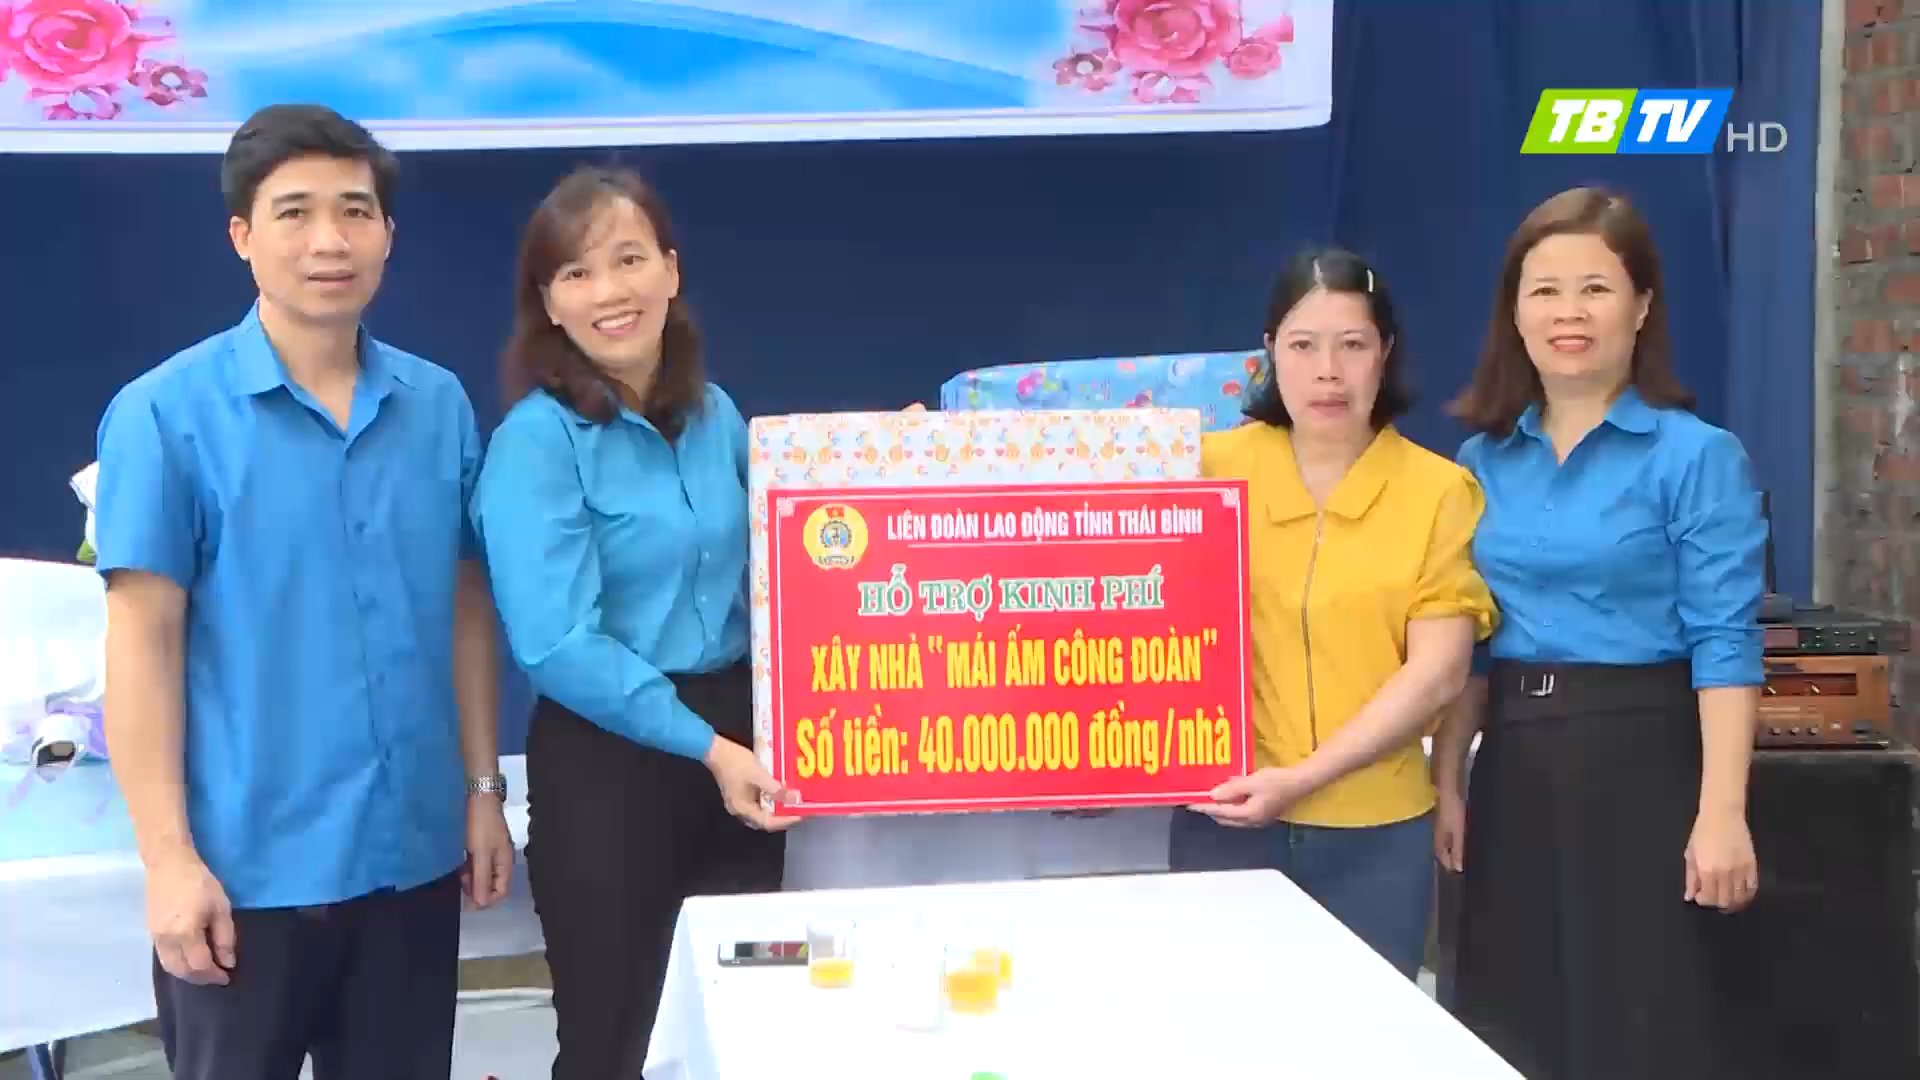 TBTV HD
LIÊN ĐOÀN LAO ĐỘNG TỈNH THÁI BÌNH
HỖ TRỢ KINH PHÍ
XÂY NHÀ “MÁI ẤM CÔNG ĐOÀN”
Số tiền: 40.000.000 đồng/nhà